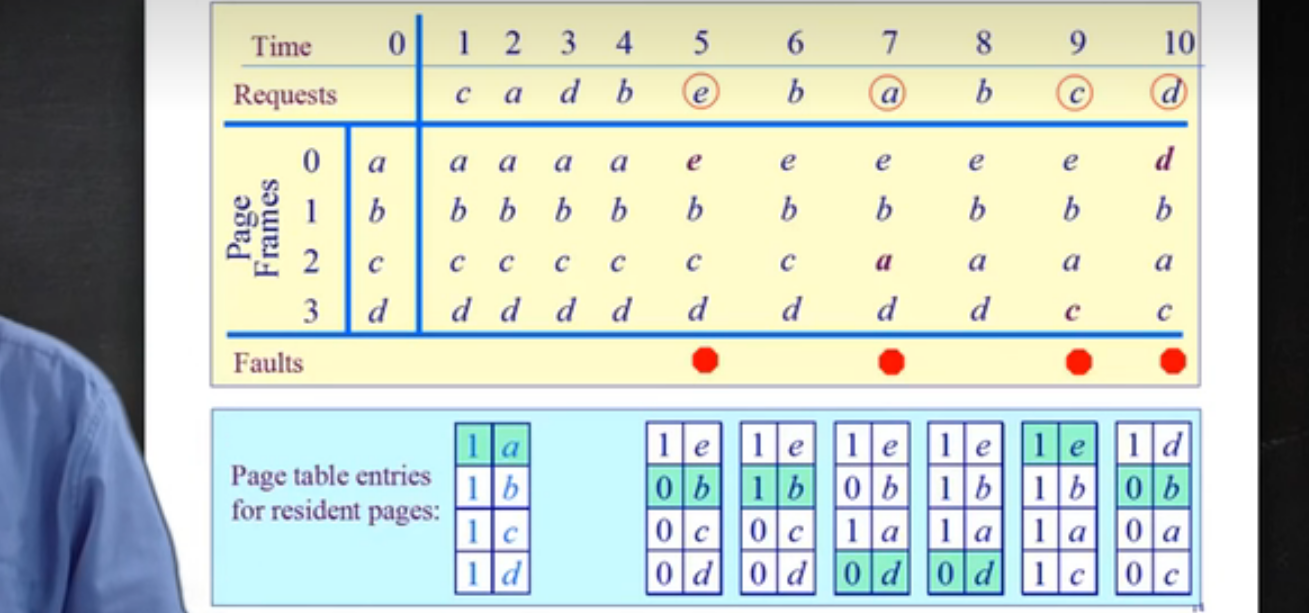 Time 0 1 2 3 4 5 6 7 8 9 10
Requests c a d b e b a b c d
Page Frames
0 a a a a a e e e e e d
1 b b b b b b b b b b b
2 c c c c c c c a a a a
3 d d d d d d d d d c c
Faults
Page table entries
for resident pages:
1 a 1 e 1 e 1 e 1 e 1 e 1 d
1 b 0 b 1 b 0 b 1 b 1 b 0 b
1 c 0 c 0 c 1 a 1 a 1 a 0 a
1 d 0 d 0 d 0 d 0 d 1 c 0 c